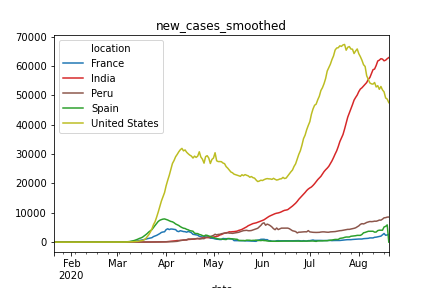 new_cases_smoothed
70000
60000
50000
40000
30000
20000
10000
0
location
France
India
Peru
Spain
United States
Feb Mar Apr May Jun Jul Aug
2020